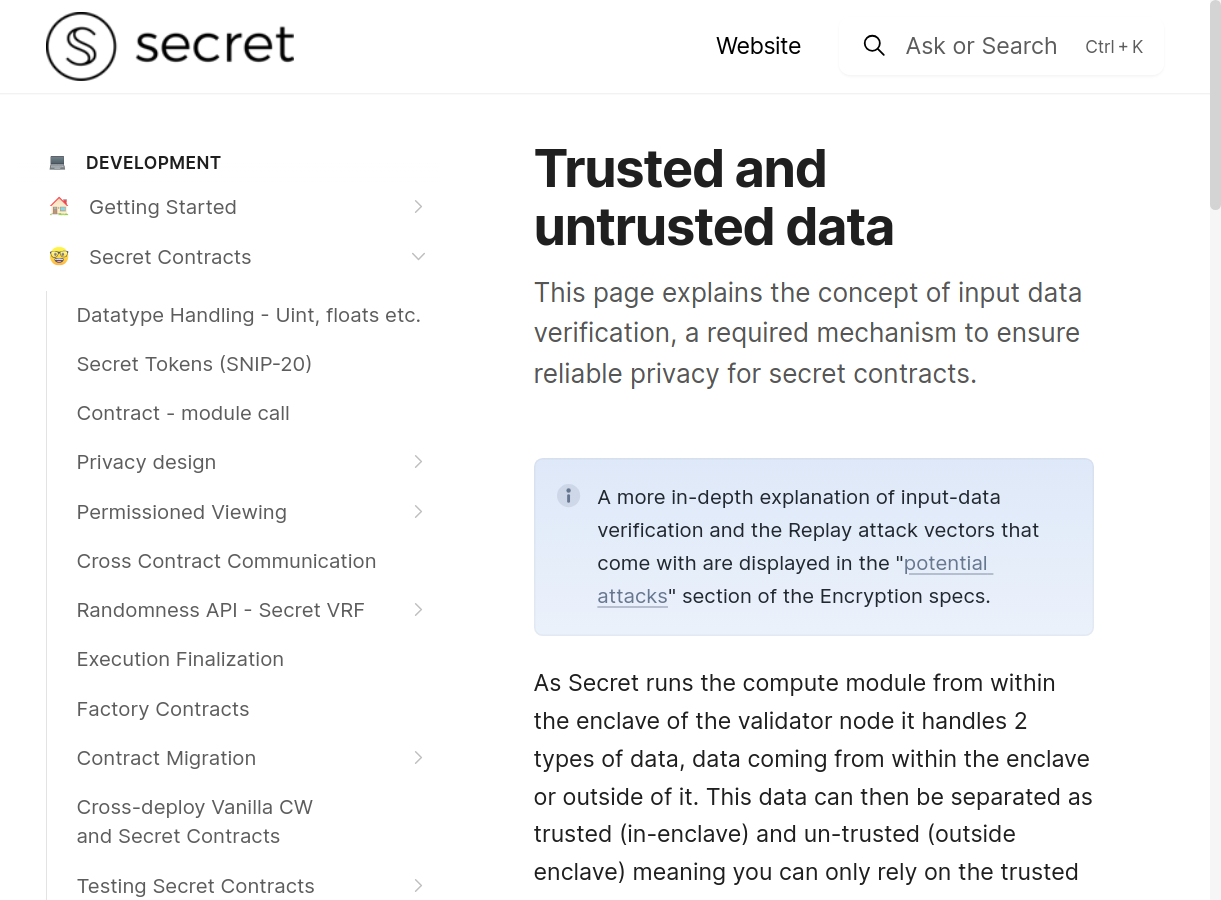 secret
Website
Ask or Search
Ctrl + K
DEVELOPMENT
Getting Started
Secret Contracts
Datatype Handling - Uint, floats etc.
Secret Tokens (SNIP-20)
Contract - module call
Privacy design
Permissioned Viewing
Cross Contract Communication
Randomness API - Secret VRF
Execution Finalization
Factory Contracts
Contract Migration
Cross-deploy Vanilla CW
and Secret Contracts
Testing Secret Contracts
Trusted and
untrusted data
This page explains the concept of input data
verification, a required mechanism to ensure
reliable privacy for secret contracts.
A more in-depth explanation of input-data
verification and the Replay attack vectors that
come with are displayed in the "potential
attacks" section of the Encryption specs.
As Secret runs the compute module from within
the enclave of the validator node it handles 2
types of data, data coming from within the enclave
or outside of it. This data can then be separated as
trusted (in-enclave) and un-trusted (outside
enclave) meaning you can only rely on the trusted